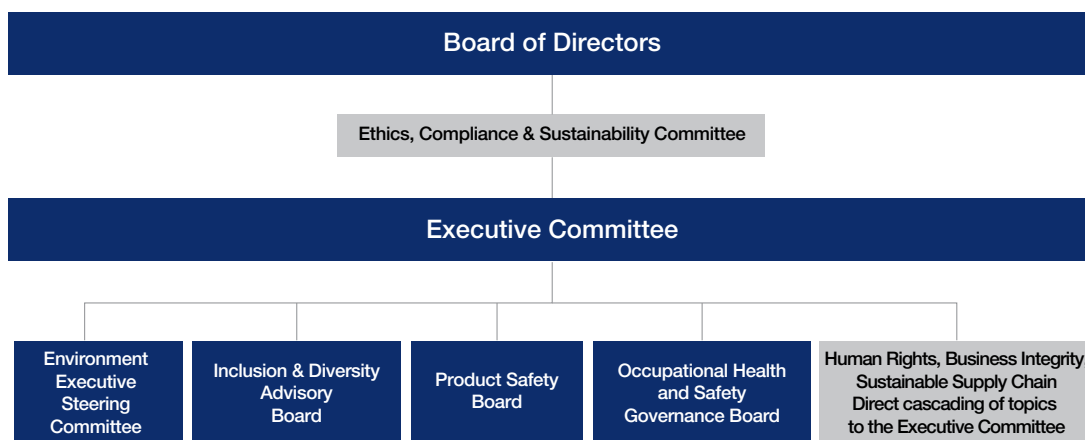 Board of Directors
Ethics, Compliance & Sustainability Committee
Executive Committee
Environment
Executive
Steering
Committee
Inclusion & Diversity
Advisory
Board
Product Safety
Board
Occupational Health
and Safety
Governance Board
Human Rights, Business Integrity,
Sustainable Supply Chain
Direct cascading of topics
to the Executive Committee